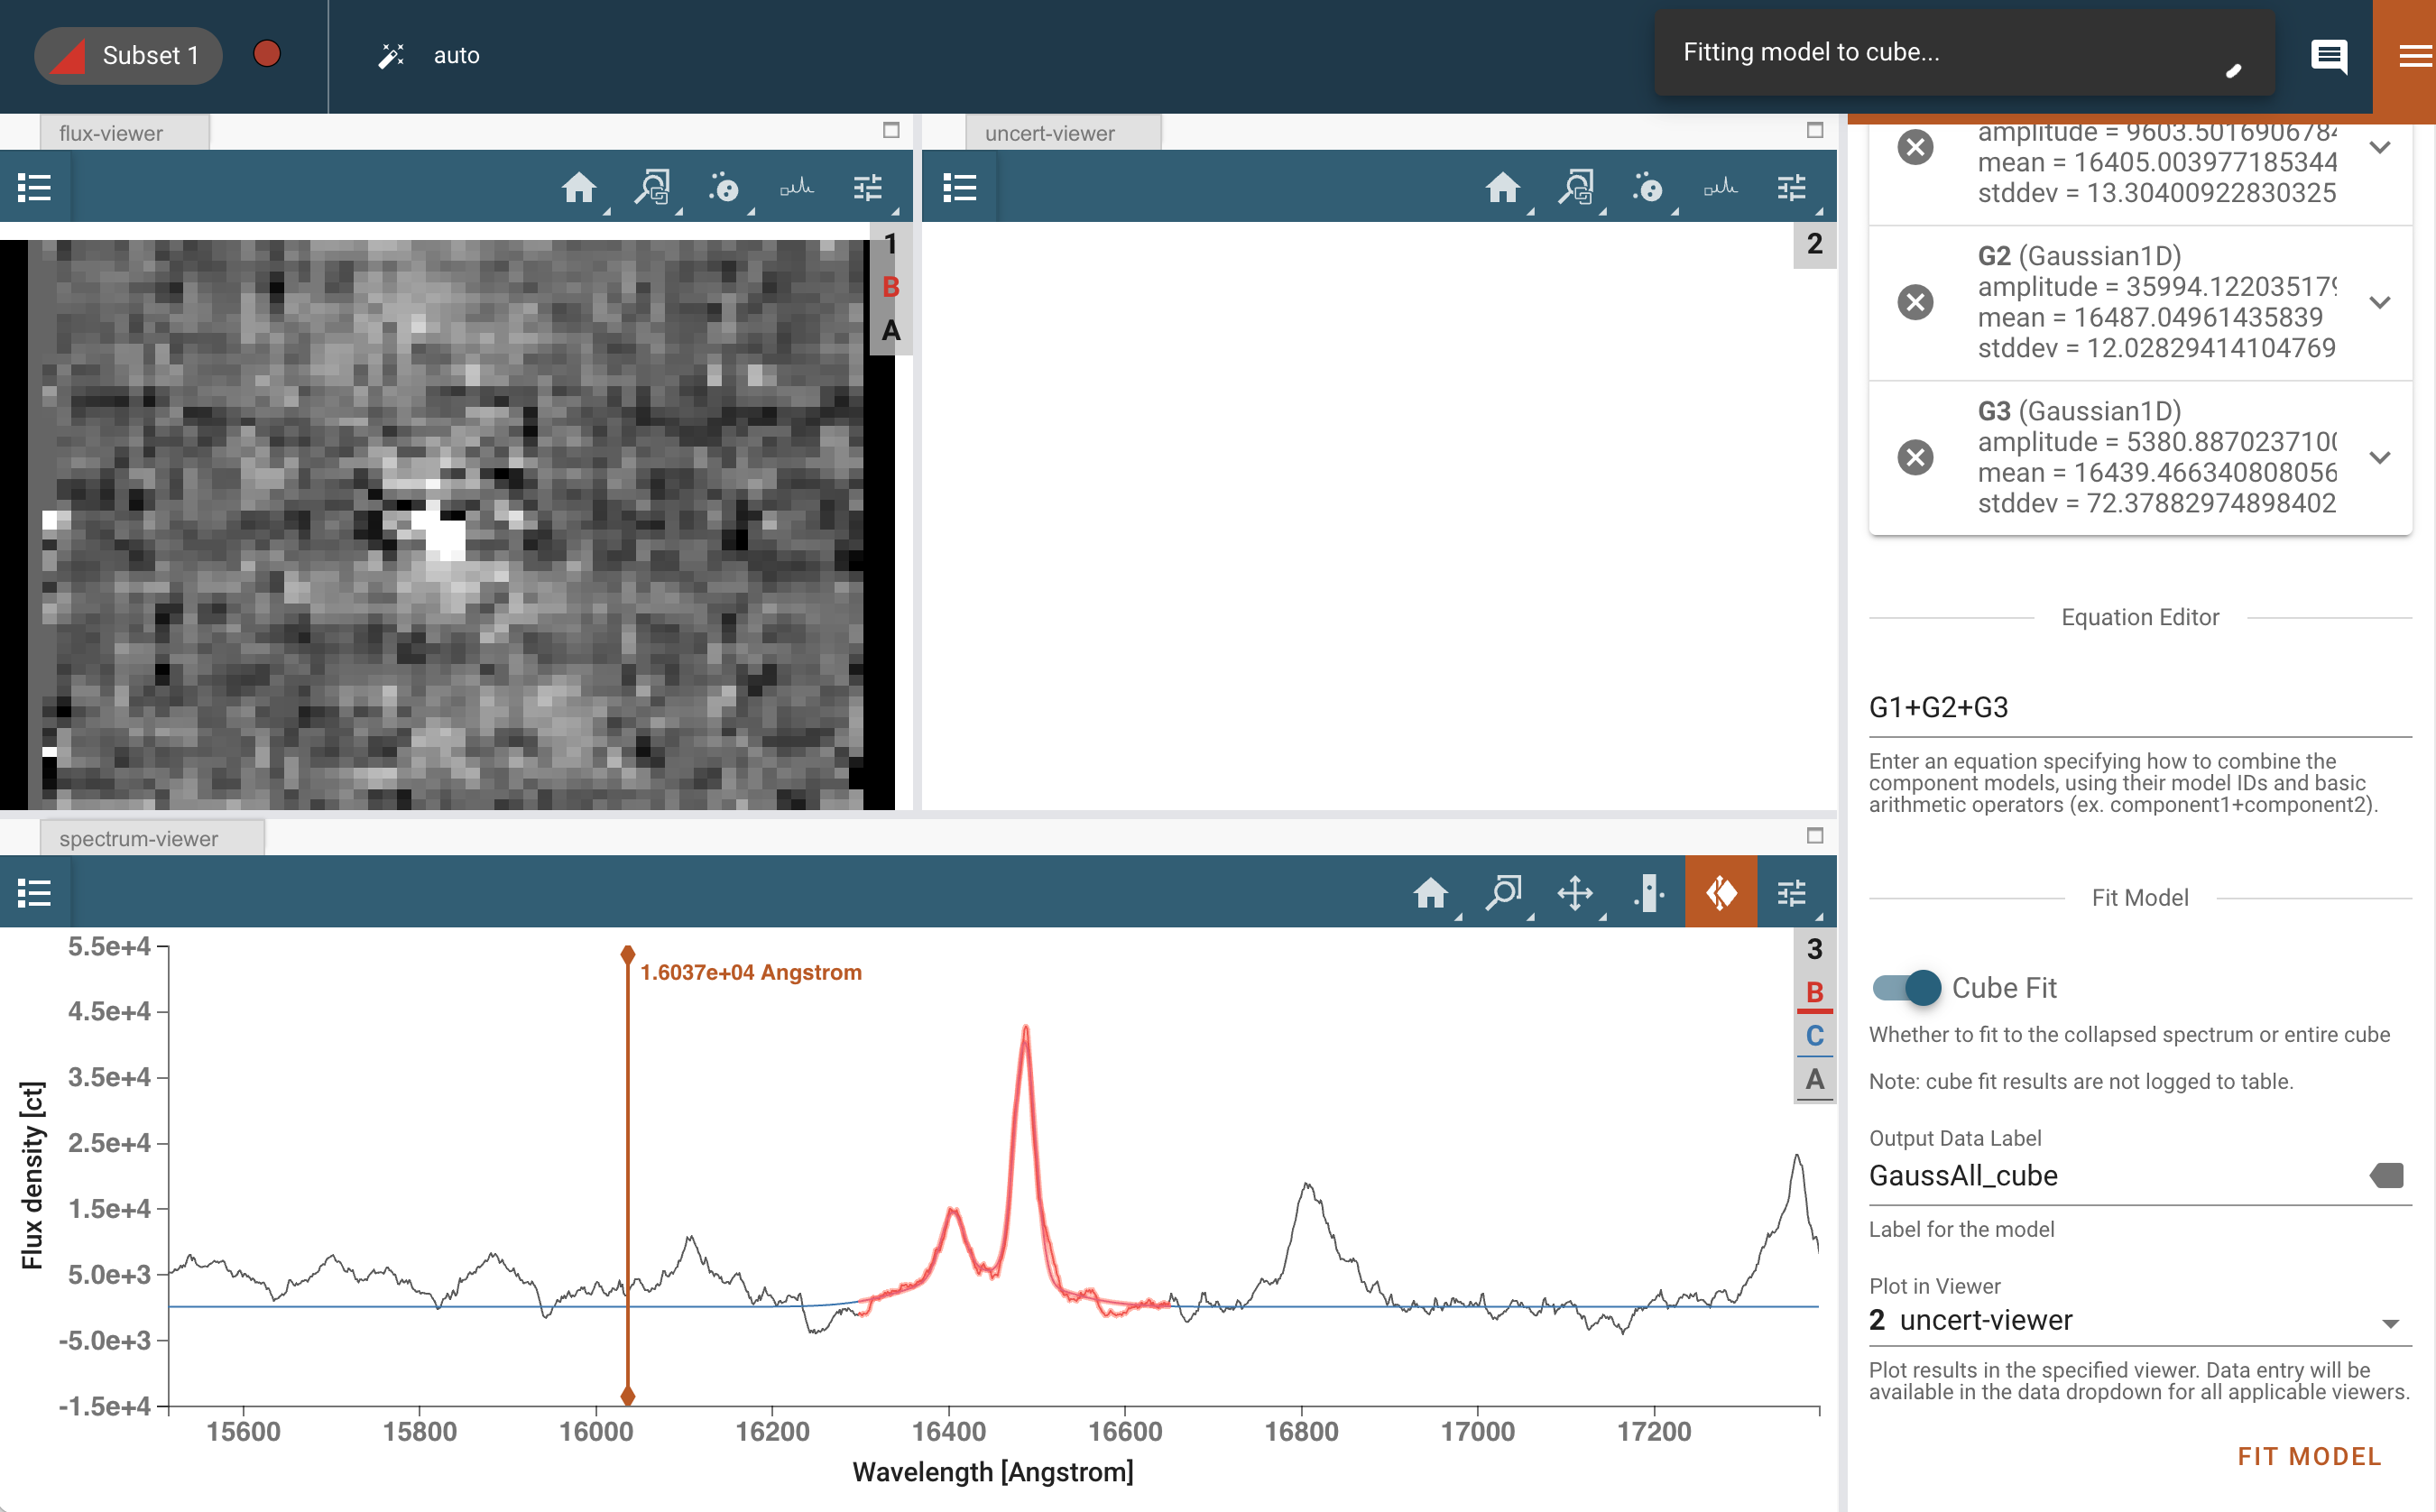 Subset 1
auto
Fitting model to cube...
flux-viewer
uncert-viewer
1
B
A
2
amplitude = 9603.5016906784
mean = 16405.003977185344
stddev = 13.30400922830325
G2 (Gaussian1D)
amplitude = 35994.12203517
mean = 16487.04961435839
stddev = 12.02829414104769
G3 (Gaussian1D)
amplitude = 5380.8870237100
mean = 16439.466340808056
stddev = 72.37882974898402
Equation Editor
G1+G2+G3
Enter an equation specifying how to combine the
component models, using their model IDs and basic
arithmetic operators (ex. component1+component2).
Fit Model
Cube Fit
Whether to fit to the collapsed spectrum or entire cube
Note: cube fit results are not logged to table.
Output Data Label
GaussAll_cube
Label for the model
Plot in Viewer
2 uncert-viewer
Plot results in the specified viewer. Data entry will be
available in the data dropdown for all applicable viewers.
FIT MODEL
spectrum-viewer
3
B
C
A
1.6037e+04 Angstrom
Flux density [ct]
5.5e+4
4.5e+4
3.5e+4
2.5e+4
1.5e+4
5.0e+3
-5.0e+3
-1.5e+4
15600 15800 16000 16200 16400 16600 16800 17000 17200
Wavelength [Angstrom]